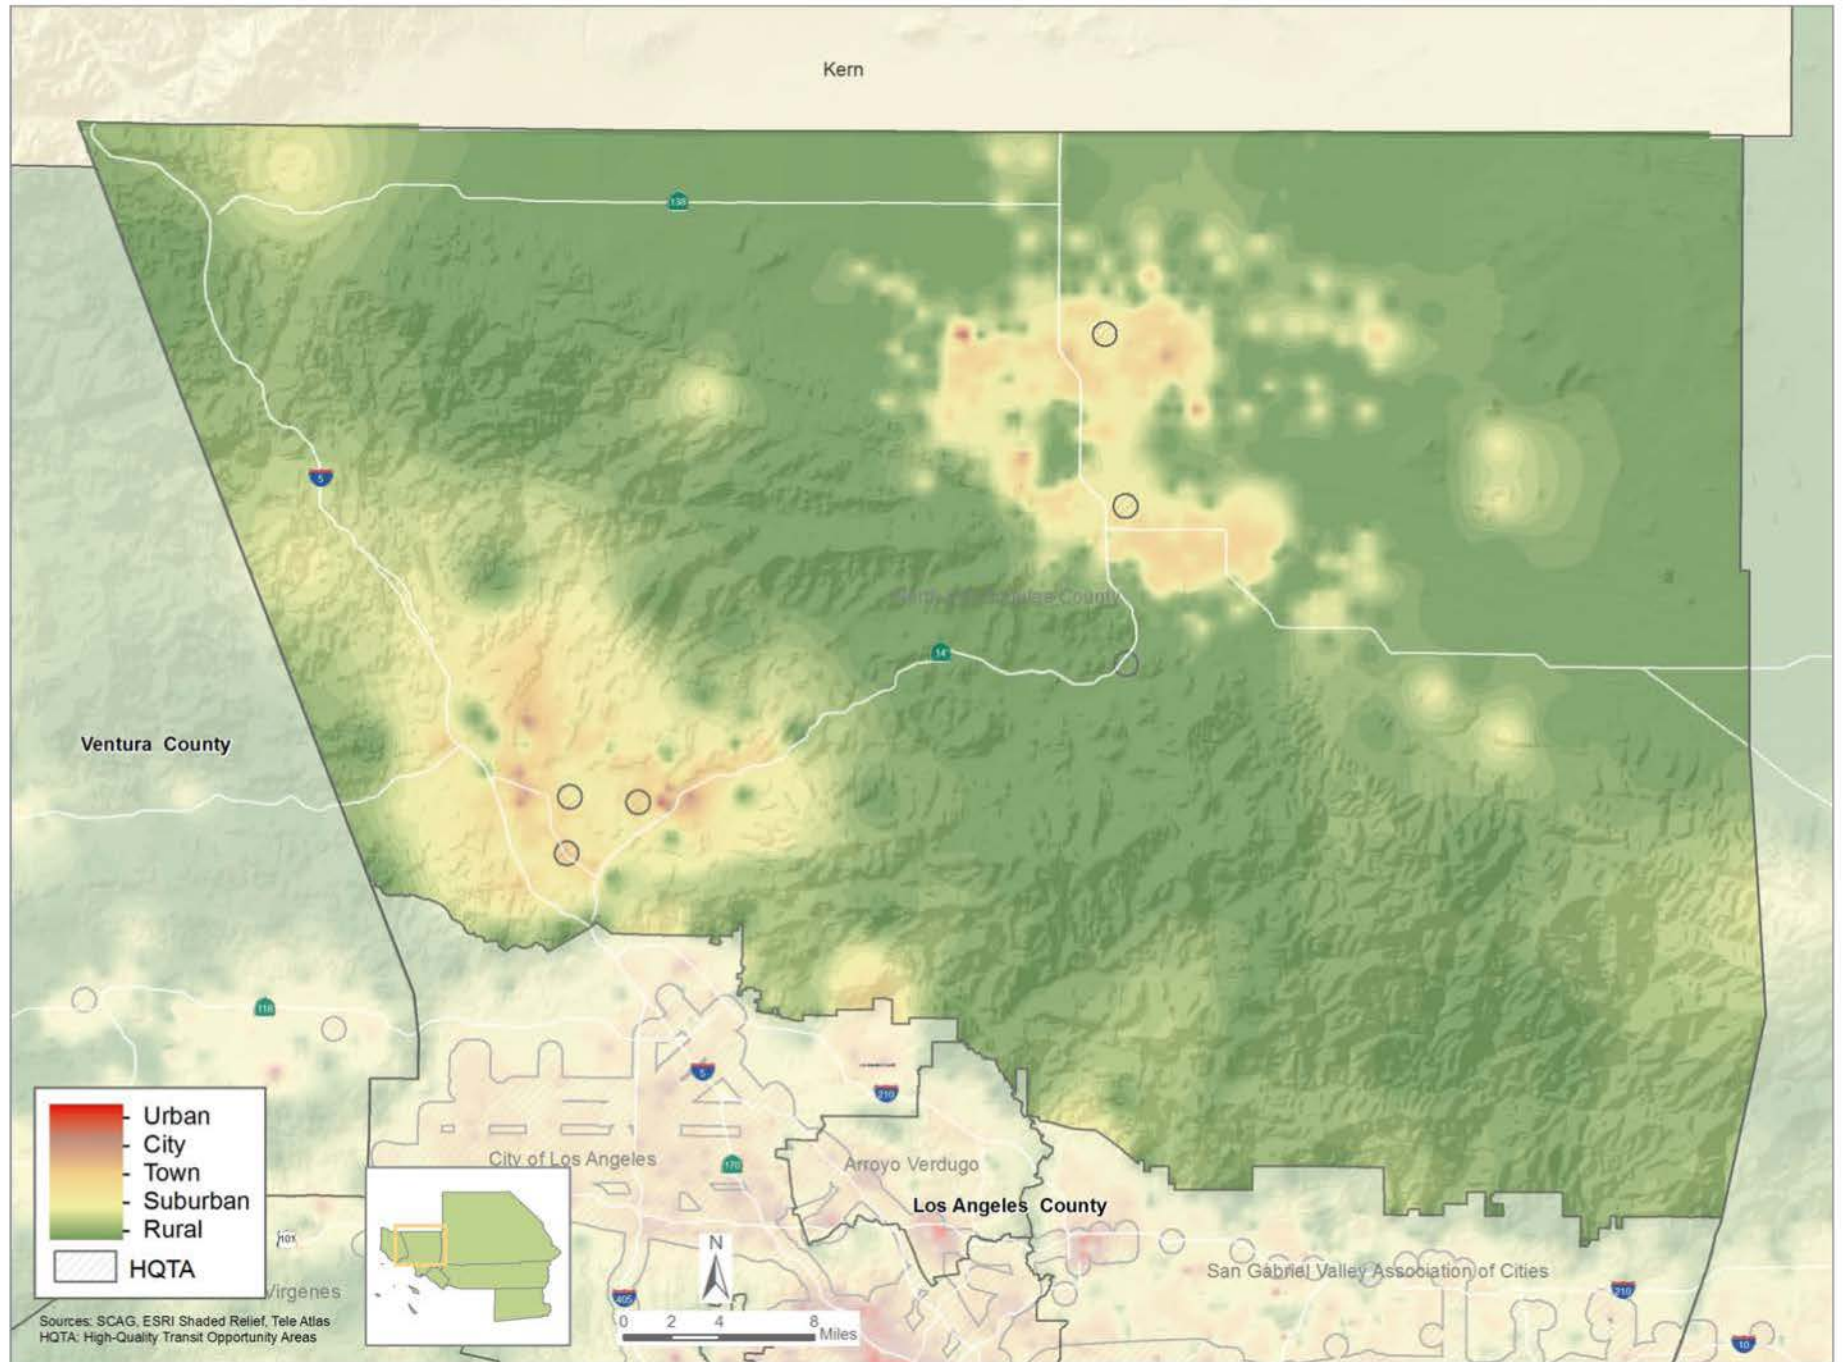 Kern
138
5
North Los Angeles County
14
Ventura County
118
5
210
Urban
City
Town
Suburban
Rural
HQTA
City of Los Angeles
170
Arroyo Verdugo
Los Angeles County
101
Virgenes
N
San Gabriel Valley Association of Cities
210
405
0 2 4 8
Miles
10
Sources: SCAG, ESRI Shaded Relief, Tele Atlas
HQTA: High-Quality Transit Opportunity Areas